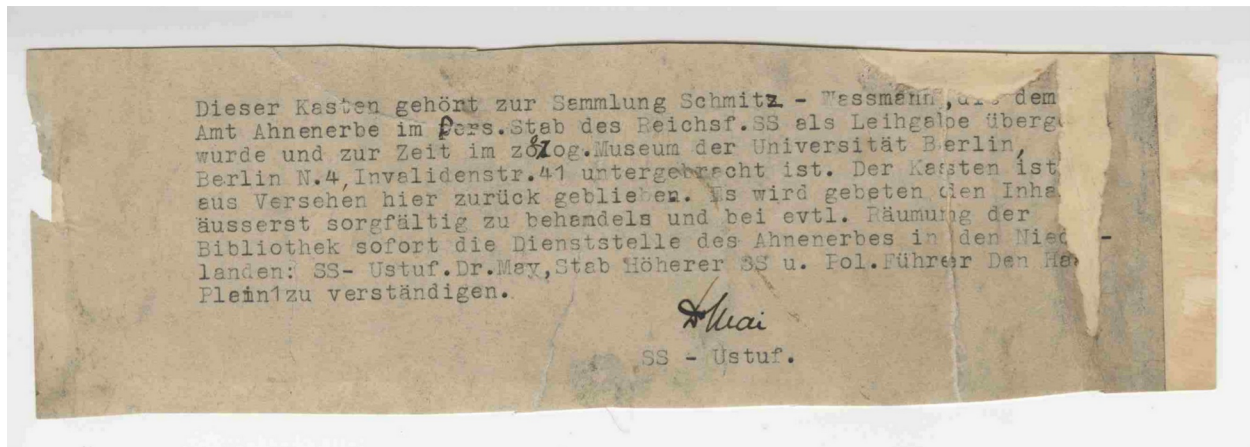 Dieser Kasten gehört zur Sammlung Schmitz - Wassmann, die dem
Amt Ahnenerbe im Pers.Stab des Reichsf.SS als Leihgabe überg
wurde und zur Zeit im zoolog.Museum der Universität Berlin,
Berlin N.4,Invalidenstr.41 untergebracht ist. Der Kasten ist
aus Versehen hier zurück geblieben. Es wird gebeten den Inha
äusserst sorgfältig zu behandels und bei evtl. Räumung der
Bibliothek sofort die Dienststelle des Ahnenerbes in den Nied-
landen: SS- Ustuf.Dr.May,Stab Höherer SS u. Pol.Führer Den Ha
Plein1zu verständigen.
Dr Mai
SS - Ustuf.